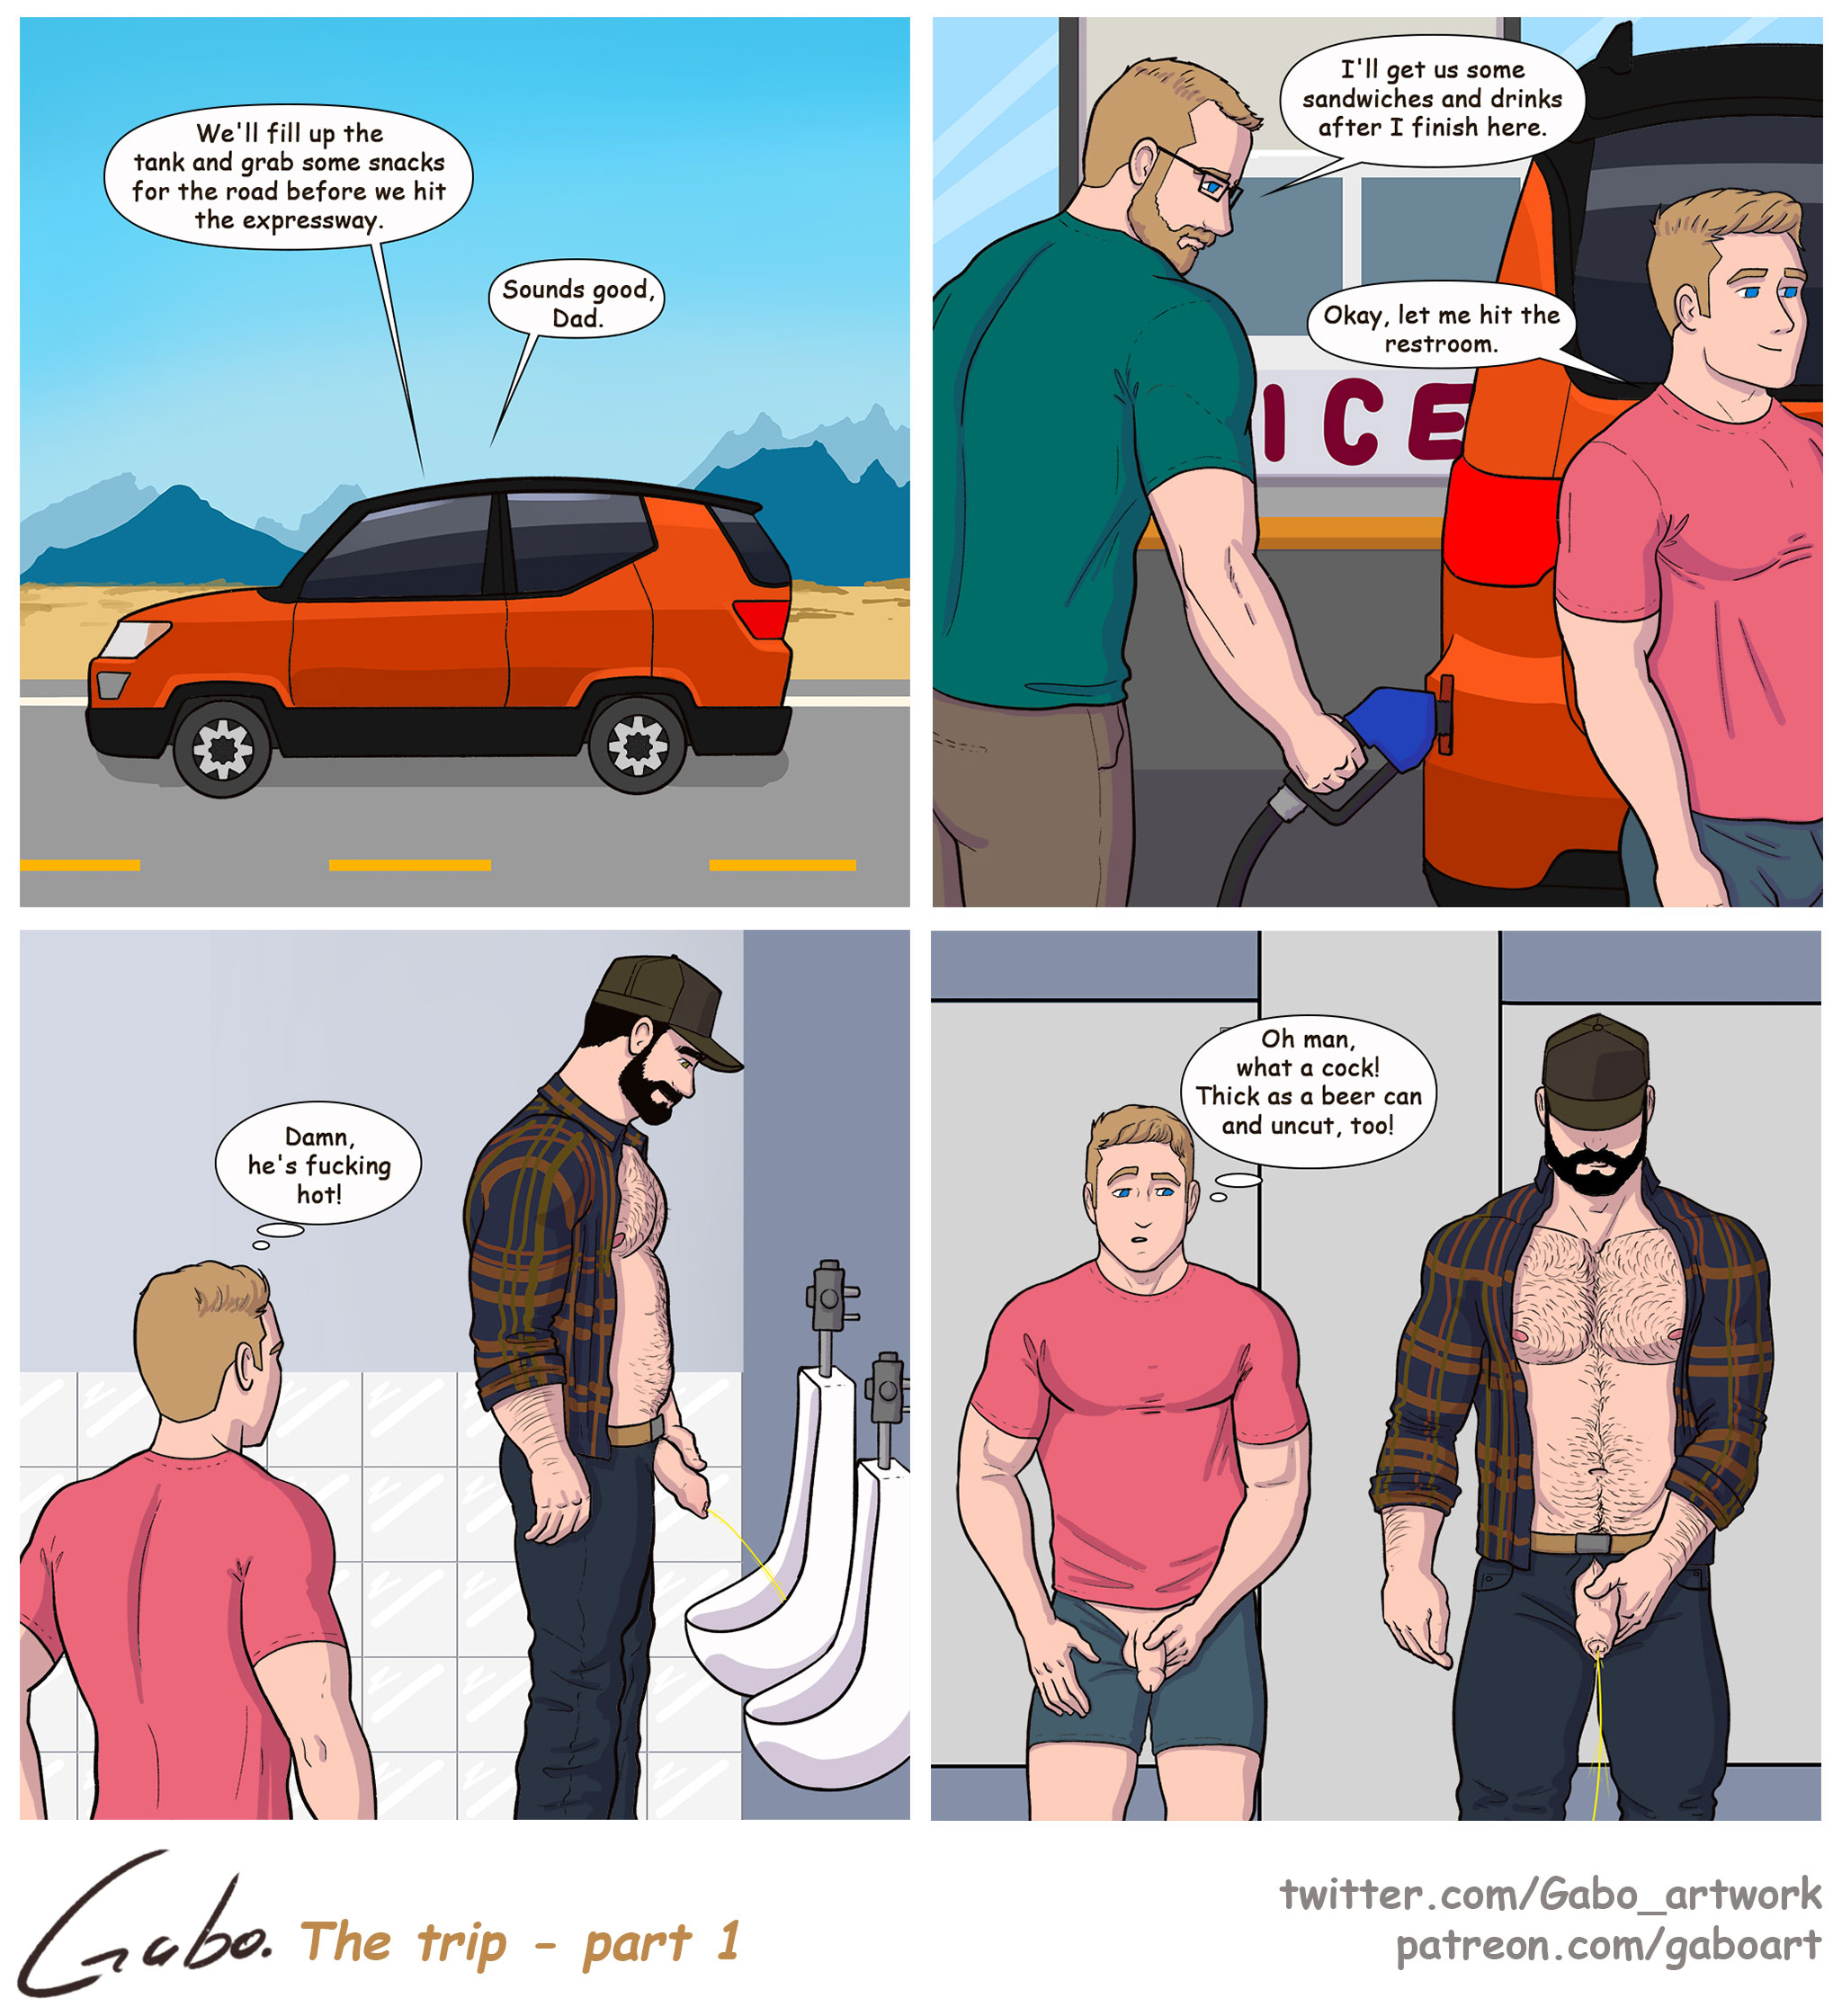 We'll fill up the
tank and grab some snacks
for the road before we hit
the expressway.
Sounds good,
Dad.
I'll get us some
sandwiches and drinks
after I finish here.
Okay, let me hit the
restroom.
ICE
Damn,
he's fucking
hot!
Oh man,
what a cock!
Thick as a beer can
and uncut, too!
Gabo.
The trip - part 1
twitter.com/Gabo_artwork
patreon.com/gaboart